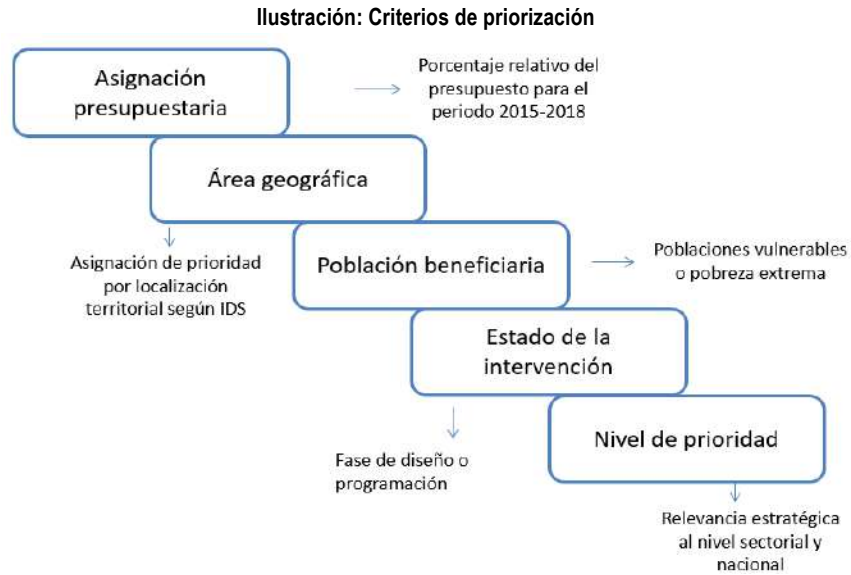 Ilustración: Criterios de priorización
Asignación
presupuestaria
Porcentaje relativo del
presupuesto para el
periodo 2015-2018
Área geográfica
Asignación de prioridad
por localización
territorial según IDS
Población beneficiaria
Poblaciones vulnerables
o pobreza extrema
Estado de la
intervención
Fase de diseño o
programación
Nivel de prioridad
Relevancia estratégica
al nivel sectorial y
nacional